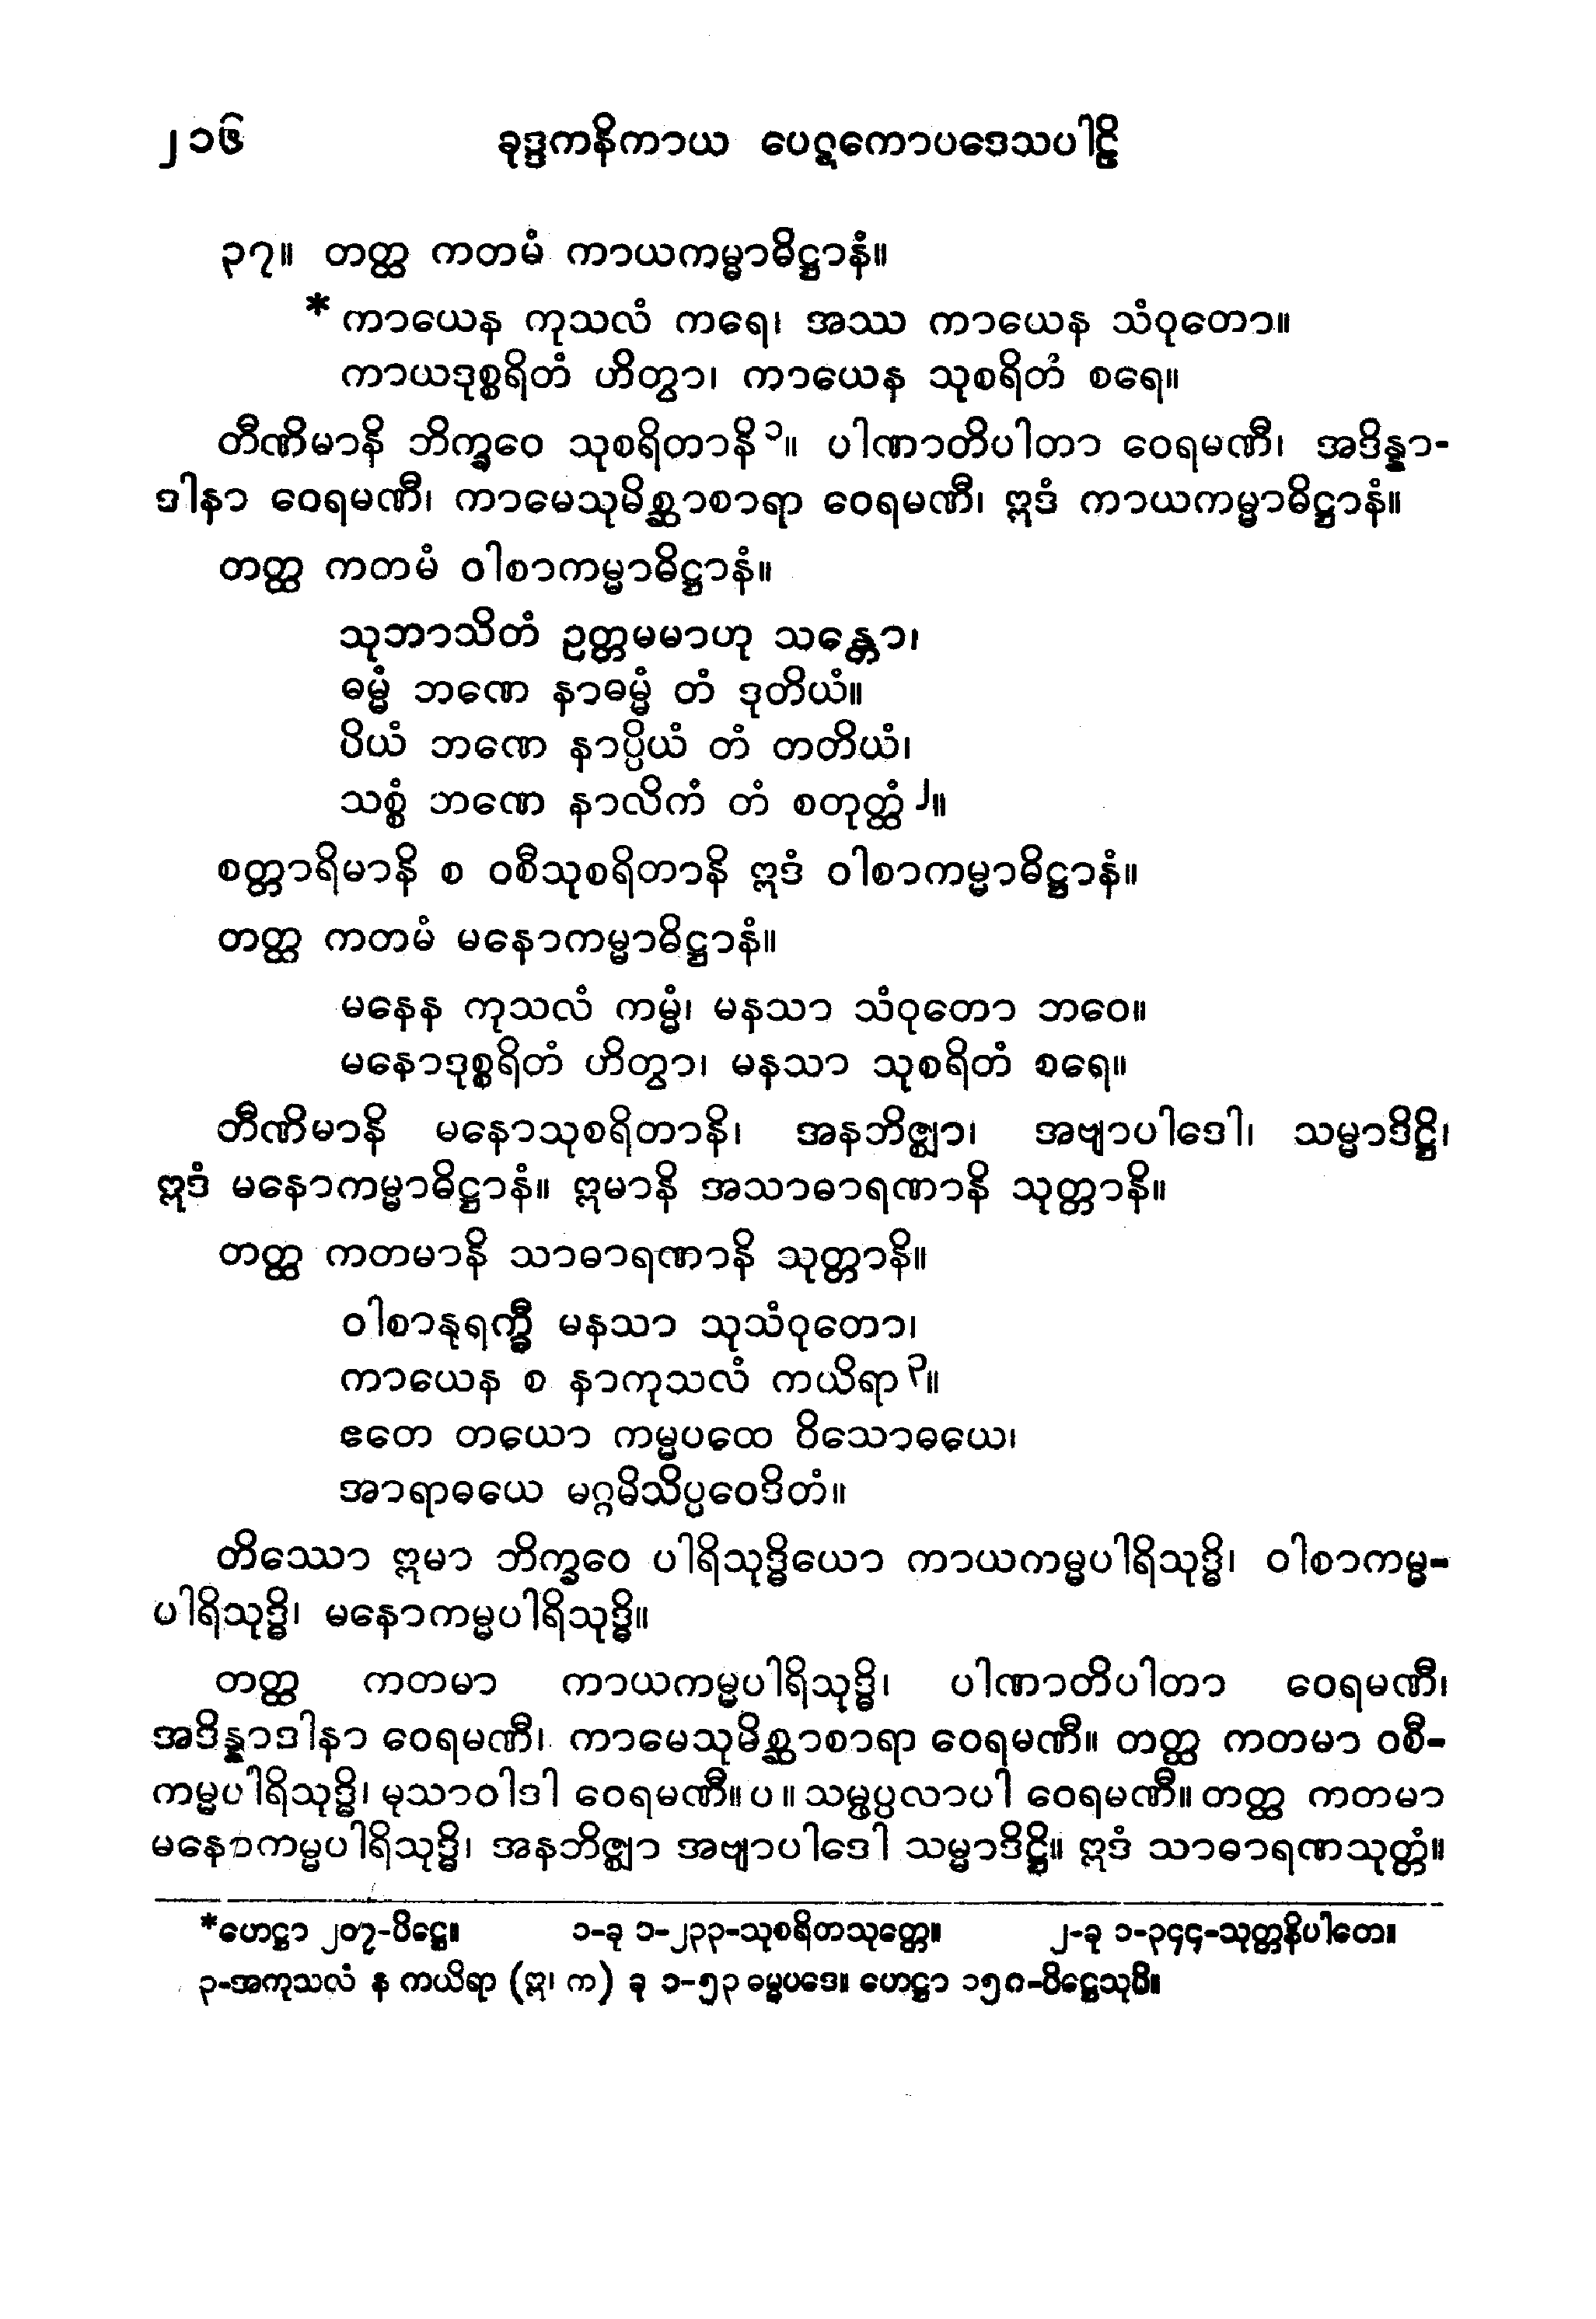 ၂၁၆ ခုဒ္ဒကနိကာယ ပေဋကောပဒေသပါဠိ
၃၇။ တတ္ထ ကတမံ ကာယကမ္မာဓိဋ္ဌာနံ။
* ကာယေန ကုသလံ ကရေ၊ အဿ ကာယေန သံဝုတော။
ကာယဒုစ္စရိတံ ဟိတွာ၊ ကာယေန သုစရိတံ စရေ။
တီဏိမာနိ ဘိက္ခဝေ သုစရိတာနိ ၁။ ပါဏာတိပါတာ ဝေရမဏီ၊ အဒိန္နာ-
ဒါနာ ဝေရမဏီ၊ ကာမေသုမိစ္ဆာစာရာ ဝေရမဏီ၊ ဣဒံ ကာယကမ္မာဓိဋ္ဌာနံ။
တတ္ထ ကတမံ ဝါစာကမ္မာဓိဋ္ဌာနံ။
သုဘာသိတံ ဥတ္တမမာဟု သန္တော၊
ဓမ္မံ ဘဏေ နာဓမ္မံ တံ ဒုတိယံ။
ပိယံ ဘဏေ နာပ္ပိယံ တံ တတိယံ၊
သစ္စံ ဘဏေ နာလိကံ တံ စတုတ္ထံ ၂။
စတ္တာရိမာနိ စ ဝစီသုစရိတာနိ ဣဒံ ဝါစာကမ္မာဓိဋ္ဌာနံ။
တတ္ထ ကတမံ မနောကမ္မာဓိဋ္ဌာနံ။
မနေန ကုသလံ ကမ္မံ၊ မနသာ သံဝုတော ဘဝေ။
မနောဒုစ္စရိတံ ဟိတွာ၊ မနသာ သုစရိတံ စရေ။
တီဏိမာနိ မနောသုစရိတာနိ၊ အနဘိဇ္ဈာ၊ အဗျာပါဒေါ၊ သမ္မာဒိဋ္ဌိ၊
ဣဒံ မနောကမ္မာဓိဋ္ဌာနံ။ ဣမာနိ အသာဓာရဏာနိ သုတ္တာနိ။
တတ္ထ ကတမာနိ သာဓာရဏာနိ သုတ္တာနိ။
ဝါစာနုရက္ခီ မနသာ သုသံဝုတော၊
ကာယေန စ နာကုသလံ ကယိရာ ၃။
ဧတေ တယော ကမ္မပထေ ဝိသောဓယေ၊
အာရာဓယေ မဂ္ဂမိသိပ္ပဝေဒိတံ။
တိဿော ဣမာ ဘိက္ခဝေ ပါရိသုဒ္ဓိယော ကာယကမ္မပါရိသုဒ္ဓိ၊ ဝါစာကမ္မ-
ပါရိသုဒ္ဓိ၊ မနောကမ္မပါရိသုဒ္ဓိ။
တတ္ထ ကတမာ ကာယကမ္မပါရိသုဒ္ဓိ၊ ပါဏာတိပါတာ ဝေရမဏီ၊
အဒိန္နာဒါနာ ဝေရမဏီ၊ ကာမေသုမိစ္ဆာစာရာ ဝေရမဏီ။ တတ္ထ ကတမာ ဝစီ-
ကမ္မပါရိသုဒ္ဓိ၊ မုသာဝါဒါ ဝေရမဏီ။ ပ ။ သမ္ဖပ္ပလာပါ ဝေရမဏီ။ တတ္ထ ကတမာ
မနောကမ္မပါရိသုဒ္ဓိ၊ အနဘိဇ္ဈာ အဗျာပါဒေါ သမ္မာဒိဋ္ဌိ။ ဣဒံ သာဓာရဏသုတ္တံ။
*ဟေဋ္ဌာ ၂၀၇-ပိဋ္ဌေ။ ၁-ခု ၁-၂၃၃-သုစရိတသုတ္တေ။ ၂-ခု ၁-၃၄၄-သုတ္တနိပါတေ။
၃-အကုသလံ န ကယိရာ (ဣ၊ က) ခု ၁-၅၃ ဓမ္မပဒေ။ ဟေဋ္ဌာ ၁၅၈-ပိဋ္ဌေသုပိ။